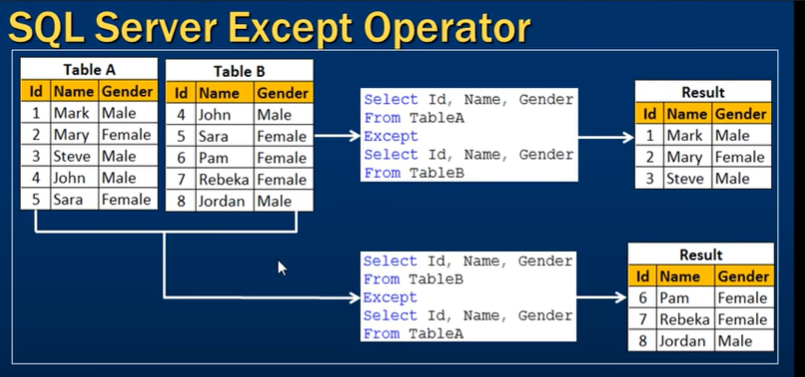 SQL Server Except Operator
Table A
Id Name Gender
1 Mark Male
2 Mary Female
3 Steve Male
4 John Male
5 Sara Female
Table B
Id Name Gender
4 John Male
5 Sara Female
6 Pam Female
7 Rebeka Female
8 Jordan Male
Select Id, Name, Gender
From TableA
Except
Select Id, Name, Gender
From TableB
Result
Id Name Gender
1 Mark Male
2 Mary Female
3 Steve Male
Select Id, Name, Gender
From TableB
Except
Select Id, Name, Gender
From TableA
Result
Id Name Gender
6 Pam Female
7 Rebeka Female
8 Jordan Male